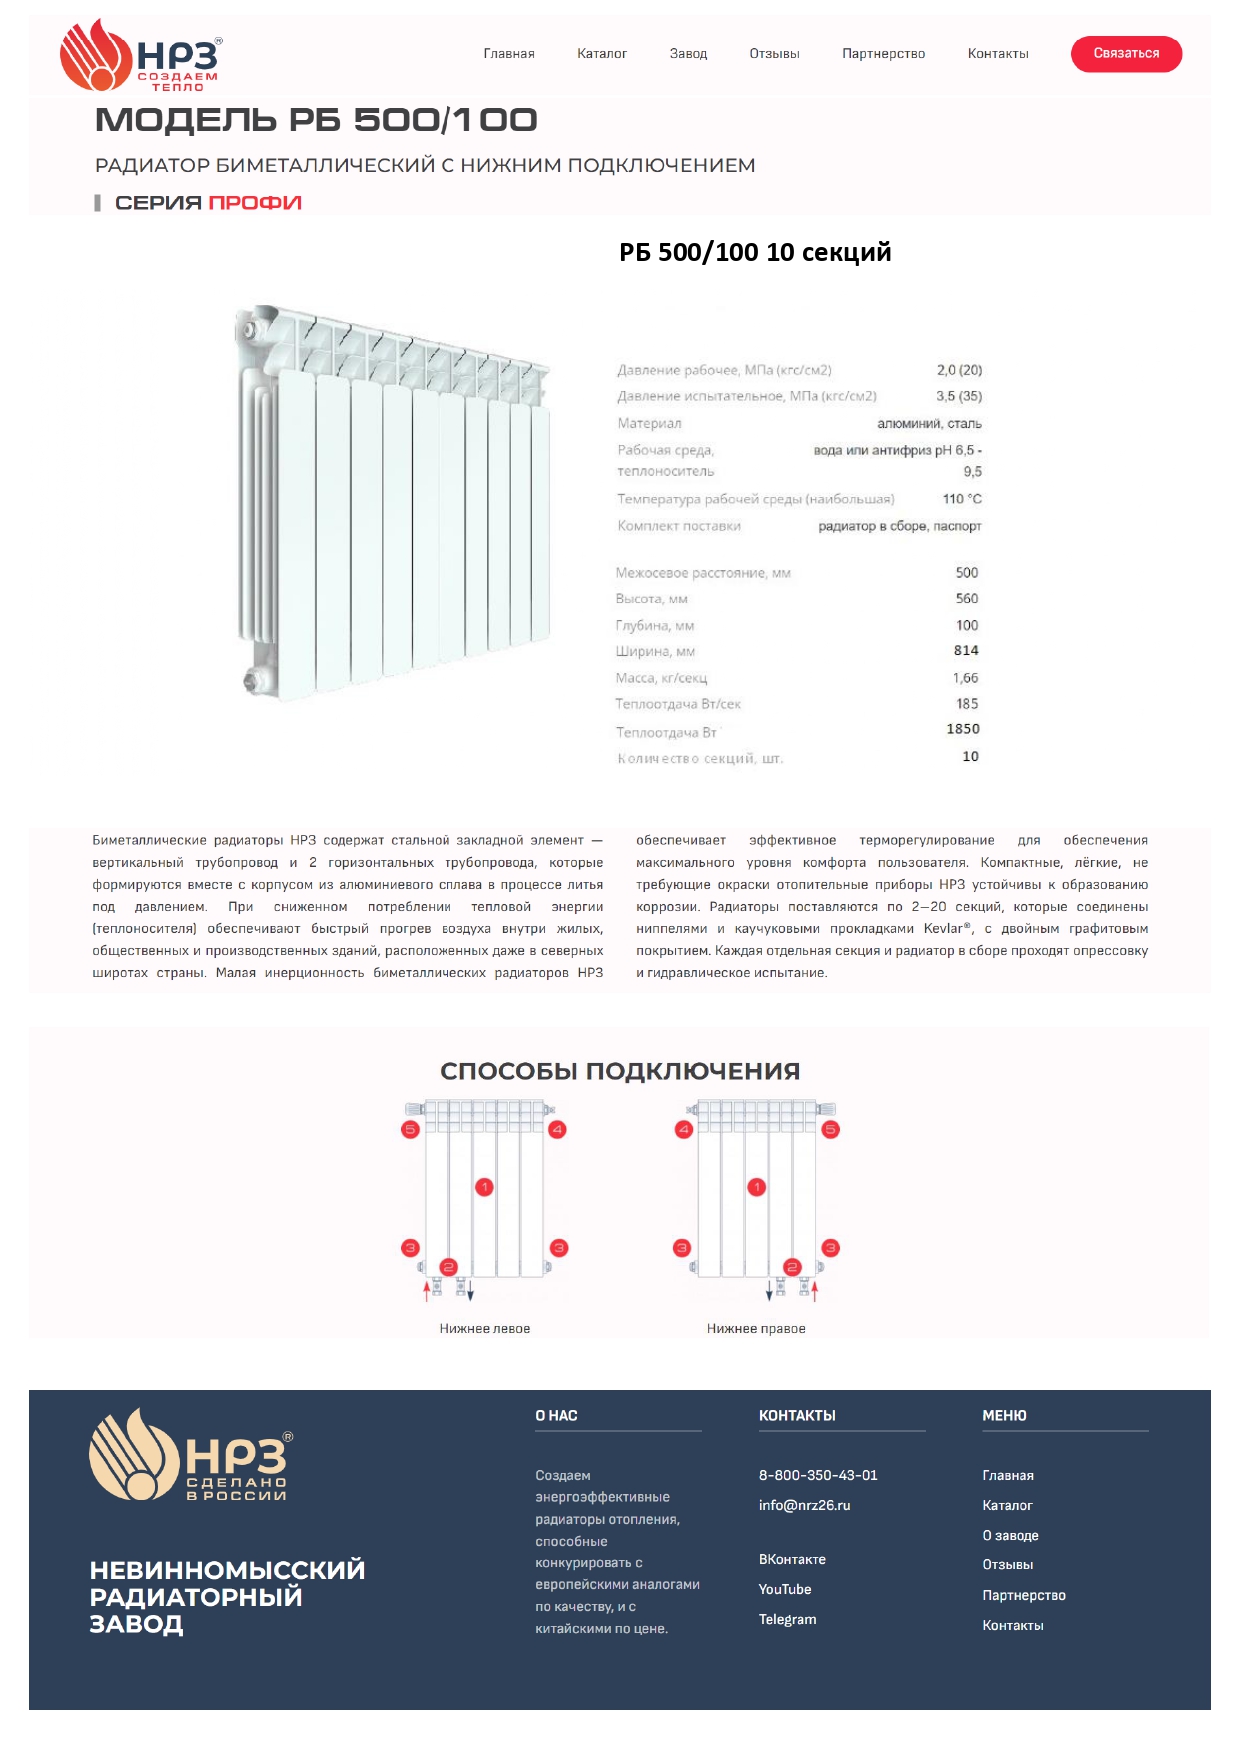 НРЗ®
СОЗДАЕМ
ТЕПЛО
Главная Каталог Завод Отзывы Партнерство Контакты Связаться
МОДЕЛЬ РБ 500/100
РАДИАТОР БИМЕТАЛЛИЧЕСКИЙ С НИЖНИМ ПОДКЛЮЧЕНИЕМ
СЕРИЯ ПРОФИ
РБ 500/100 10 секций
Давление рабочее, МПа (кгс/см2) 2,0 (20)
Давление испытательное, МПа (кгс/см2) 3,5 (35)
Материал алюминий, сталь
Рабочая среда, вода или антифриз pH 6,5 -
теплоноситель 9,5
Температура рабочей среды (наибольшая) 110 °C
Комплект поставки радиатор в сборе, паспорт
Межосевое расстояние, мм 500
Высота, мм 560
Глубина, мм 100
Ширина, мм 814
Масса, кг/секц 1,66
Теплоотдача Вт/сек 185
Теплоотдача Вт 1850
Количество секций, шт. 10
Биметаллические радиаторы НРЗ содержат стальной закладной элемент —
вертикальный трубопровод и 2 горизонтальных трубопровода, которые
формируются вместе с корпусом из алюминиевого сплава в процессе литья
под давлением. При сниженном потреблении тепловой энергии
(теплоносителя) обеспечивают быстрый прогрев воздуха внутри жилых,
общественных и производственных зданий, расположенных даже в северных
широтах страны. Малая инерционность биметаллических радиаторов НРЗ
обеспечивает эффективное терморегулирование для обеспечения
максимального уровня комфорта пользователя. Компактные, лёгкие, не
требующие окраски отопительные приборы НРЗ устойчивы к образованию
коррозии. Радиаторы поставляются по 2–20 секций, которые соединены
ниппелями и каучуковыми прокладками Kevlar®, с двойным графитовым
покрытием. Каждая отдельная секция и радиатор в сборе проходят опрессовку
и гидравлическое испытание.
СПОСОБЫ ПОДКЛЮЧЕНИЯ
5 4 4 5
1 1
3 3 3 3
2 2
Нижнее левое Нижнее правое
НРЗ®
СДЕЛАНО
В РОССИИ
НЕВИННОМЫССКИЙ
РАДИАТОРНЫЙ
ЗАВОД
О НАС
Создаем
энергоэффективные
радиаторы отопления,
способные
конкурировать с
европейскими аналогами
по качеству, и с
китайскими по цене.
КОНТАКТЫ
8-800-350-43-01
info@nrz26.ru
ВКонтакте
YouTube
Telegram
МЕНЮ
Главная
Каталог
О заводе
Отзывы
Партнерство
Контакты